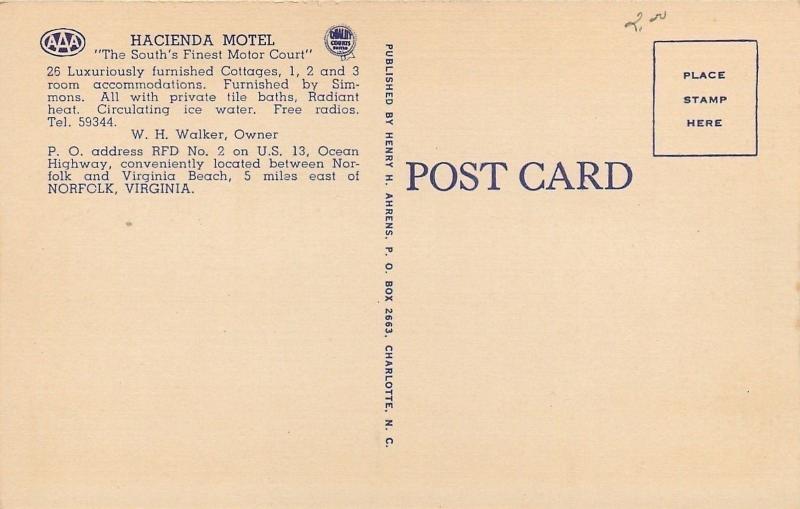 2.00
AAA
HACIENDA MOTEL
"The South's Finest Motor Court"
QUALITY
COURTS
26 Luxuriously furnished Cottages, 1, 2 and 3
room accommodations. Furnished by Sim-
mons. All with private tile baths, Radiant
heat. Circulating ice water. Free radios.
Tel. 59344.
W. H. Walker, Owner
P. O. address RFD No. 2 on U.S. 13, Ocean
Highway, conveniently located between Nor-
folk and Virginia Beach, 5 miles east of
NORFOLK, VIRGINIA.
PUBLISHED BY HENRY H. AHRENS, P. O. BOX 2663, CHARLOTTE, N. C.
POST CARD
PLACE
STAMP
HERE